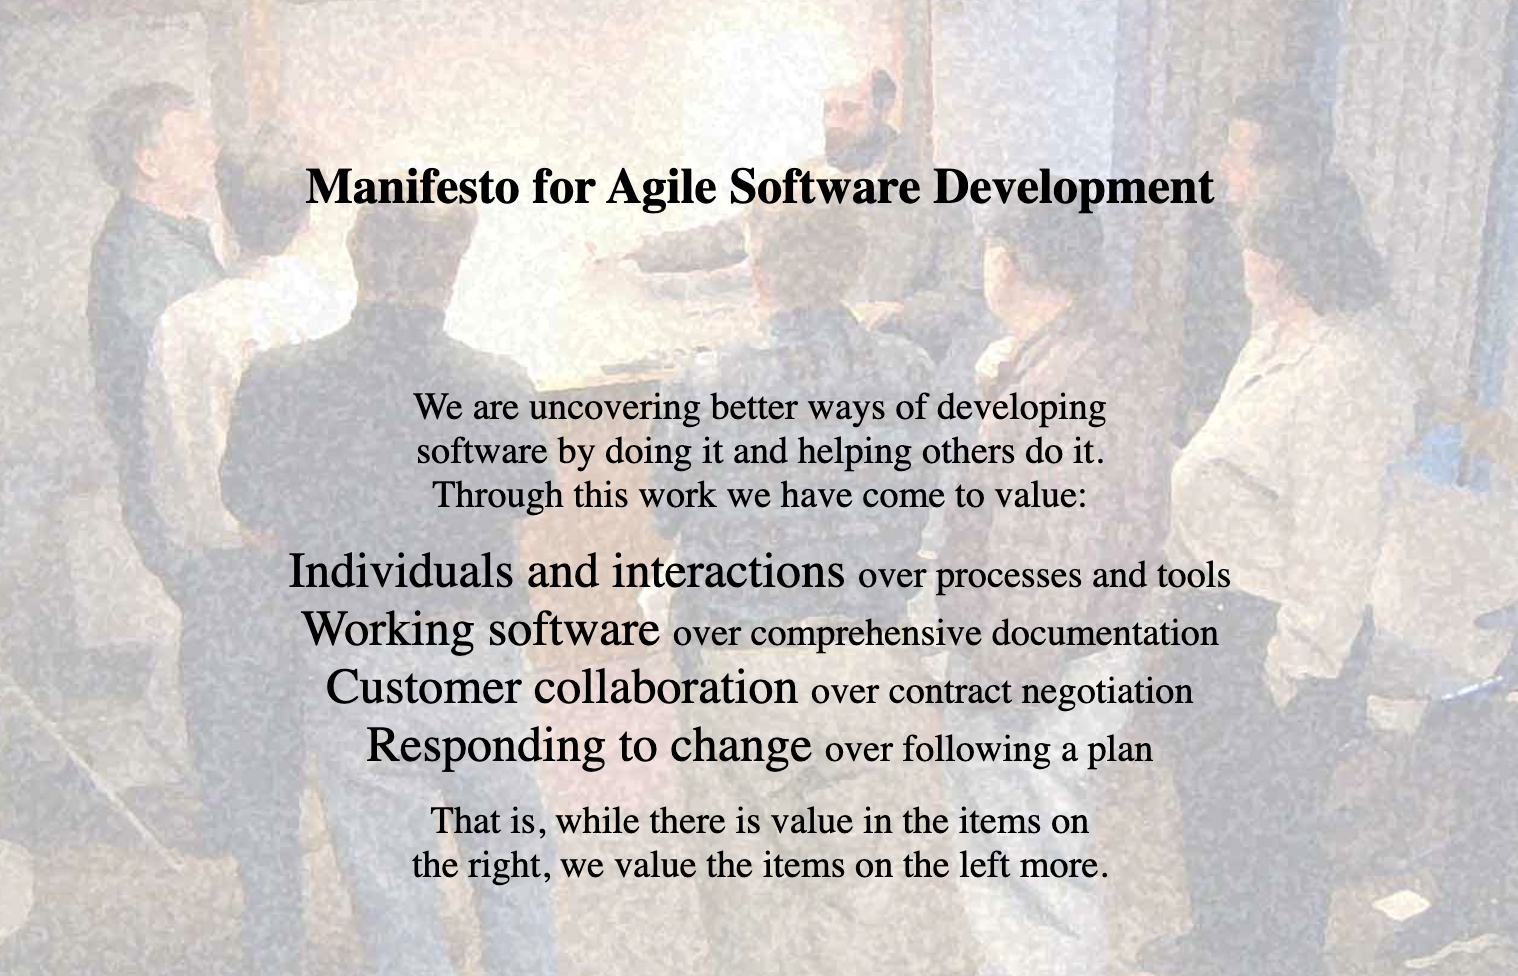 Manifesto for Agile Software Development
We are uncovering better ways of developing
software by doing it and helping others do it.
Through this work we have come to value:
Individuals and interactions over processes and tools
Working software over comprehensive documentation
Customer collaboration over contract negotiation
Responding to change over following a plan
That is, while there is value in the items on
the right, we value the items on the left more.